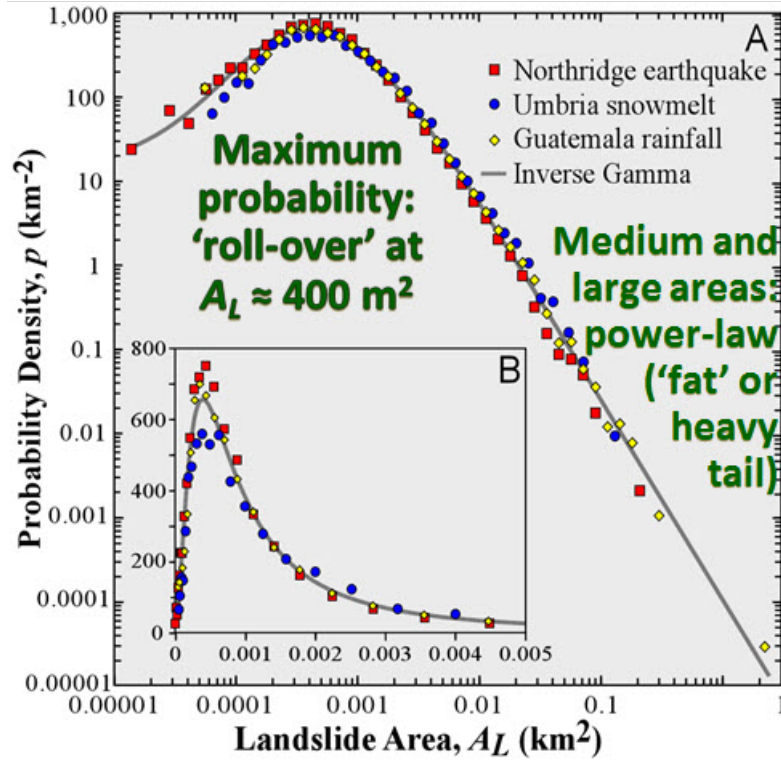 1,000
A
Northridge earthquake
Umbria snowmelt
Guatemala rainfall
Inverse Gamma
100
Maximum
probability:
‘roll-over’ at
A_L ≈ 400 m²
10
Medium and
large areas:
power-law
(‘fat’ or
heavy
tail)
1
0.1
0.01
0.001
0.0001
0.00001
Probability Density, p (km⁻²)
B
800
600
400
200
0
0
0.001
0.002
0.003
0.004
0.005
0.00001
0.0001
0.001
0.01
0.1
1
Landslide Area, A_L (km²)